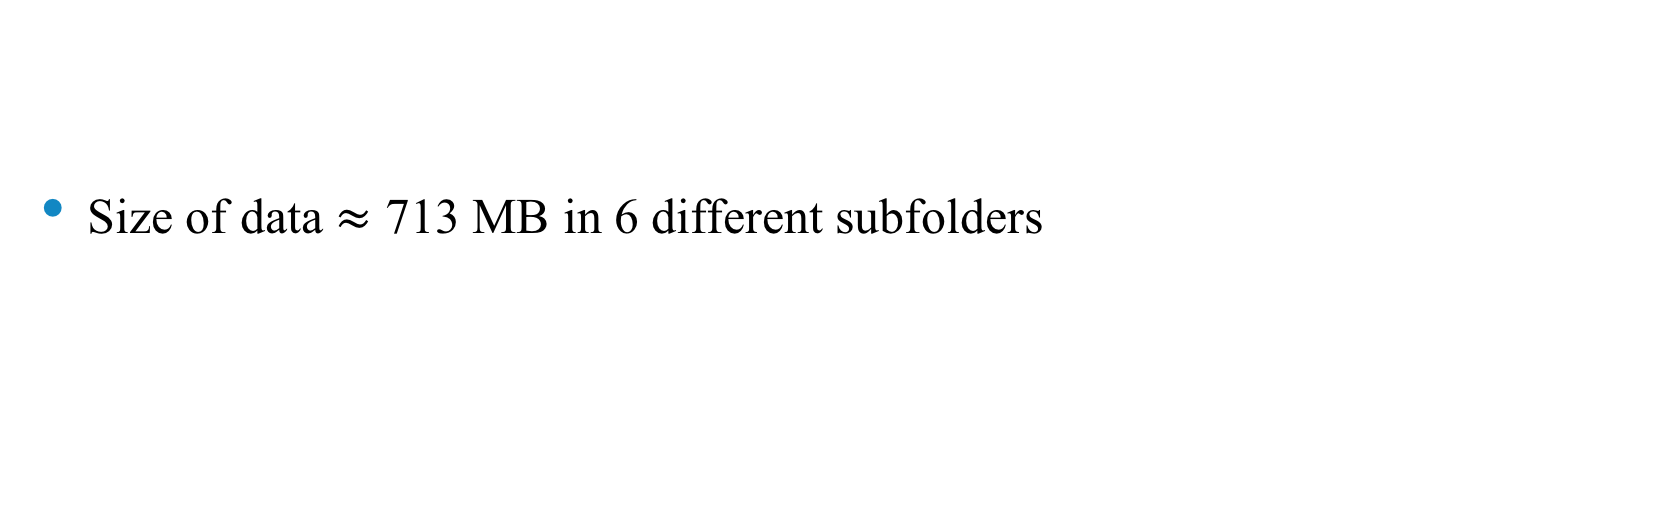 • Size of data ≈ 713 MB in 6 different subfolders